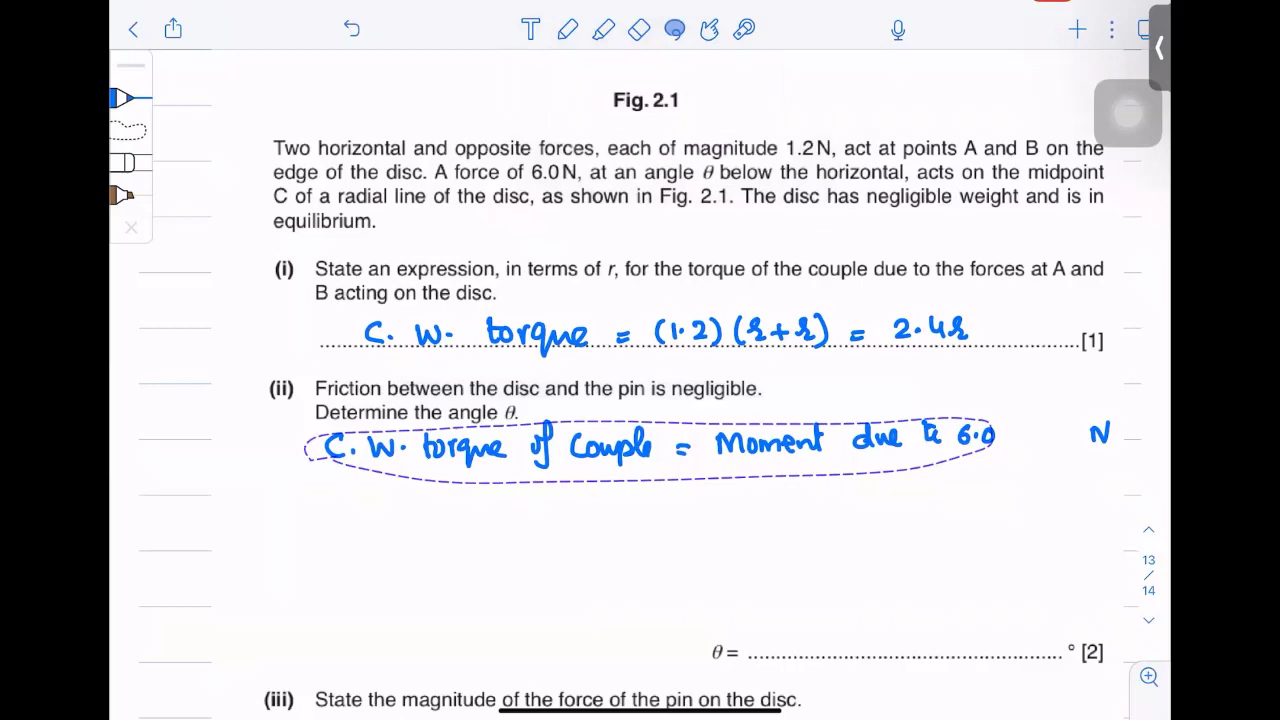 Fig. 2.1
Two horizontal and opposite forces, each of magnitude 1.2 N, act at points A and B on the
edge of the disc. A force of 6.0 N, at an angle θ below the horizontal, acts on the midpoint
C of a radial line of the disc, as shown in Fig. 2.1. The disc has negligible weight and is in
equilibrium.
(i) State an expression, in terms of r, for the torque of the couple due to the forces at A and
B acting on the disc.
C. W. torque = (1.2) (r+r) = 2.4r
[1]
(ii) Friction between the disc and the pin is negligible.
Determine the angle θ.
C. W. torque of Couple = Moment due to 6.0 N
θ = ° [2]
(iii) State the magnitude of the force of the pin on the disc.
13
/
14